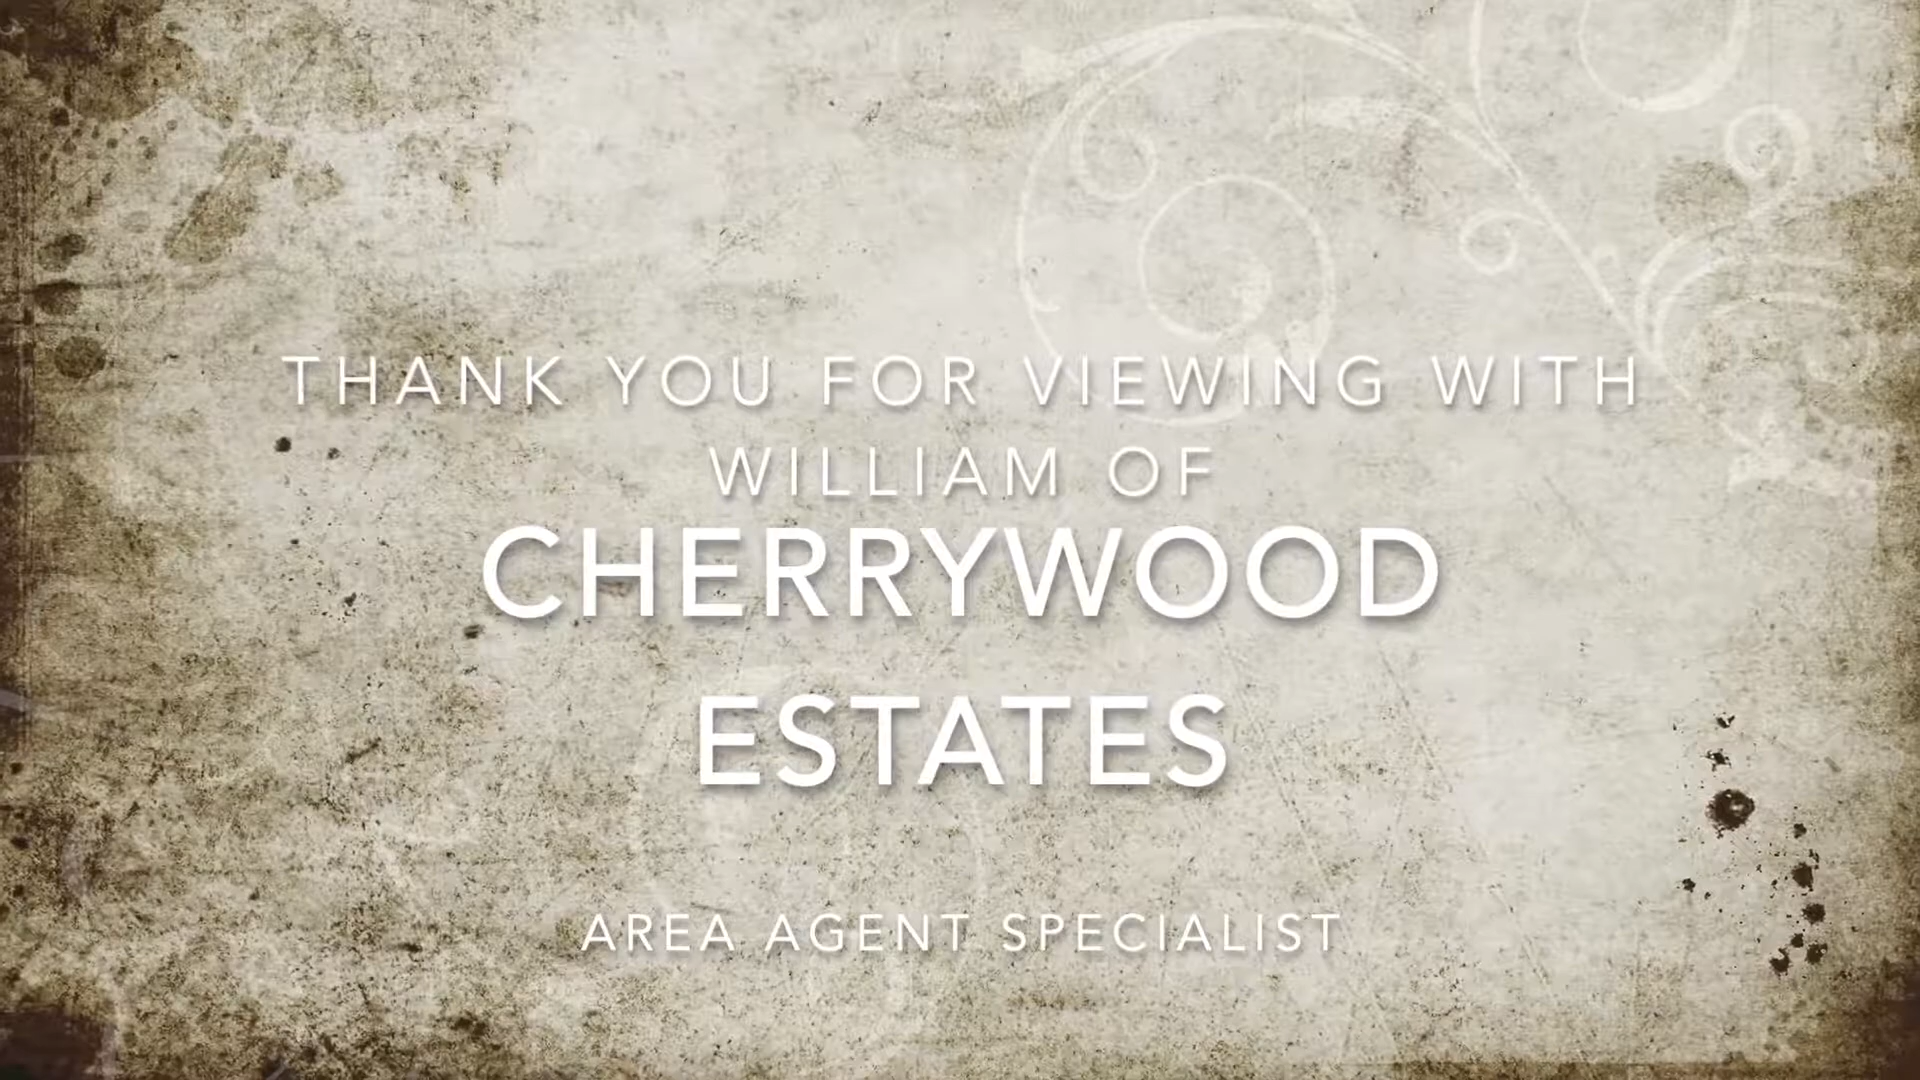 THANK YOU FOR VIEWING WITH
WILLIAM OF
CHERRYWOOD
ESTATES
AREA AGENT SPECIALIST